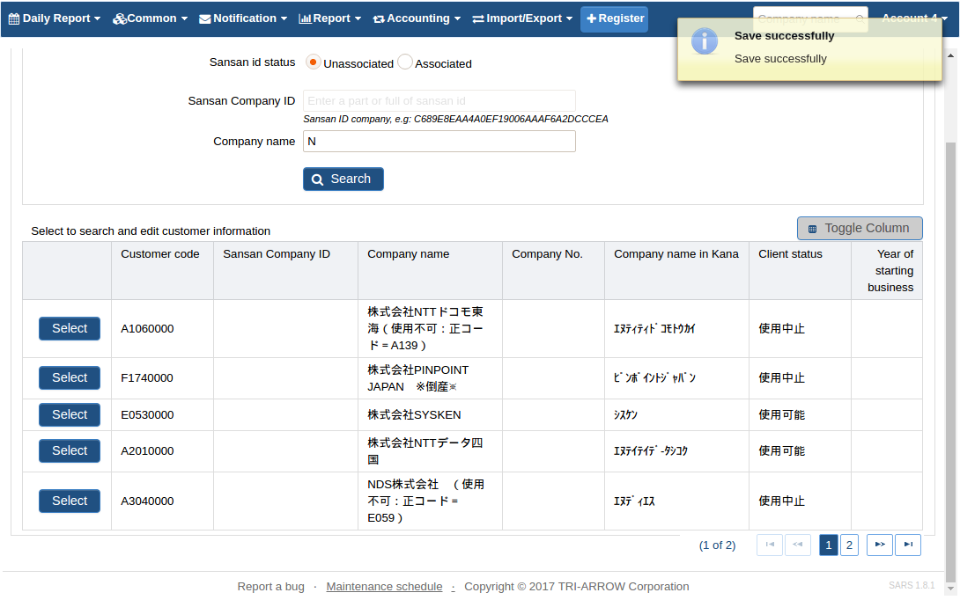 Daily Report Common Notification Report Accounting Import/Export Register Company name Account 4
Save successfully
Save successfully
Sansan id status Unassociated Associated
Sansan Company ID Enter a part or full of sansan id
Sansan ID company, e.g: C689E8EAA4A0EF19006AAAF6A2DCCCEA
Company name N
Search
Select to search and edit customer information Toggle Column
Customer code Sansan Company ID Company name Company No. Company name in Kana Client status Year of
starting
business
株式会社NTTドコモ東
Select A1060000 海（使用不可：正コー ｴﾇﾃｨﾃｨﾄﾞｺﾓﾄｳｶｲ 使用中止
ド＝A139）
株式会社PINPOINT
Select F1740000 ﾋﾟﾝﾎﾟｲﾝﾄｼﾞｬﾊﾟﾝ 使用中止
JAPAN　※倒産※
Select E0530000 株式会社SYSKEN ｼｽｹﾝ 使用可能
株式会社NTTデータ四
Select A2010000 ｴﾇﾃｲﾃｲﾃﾞ-ﾀｼｺｸ 使用可能
国
NDS株式会社　（使用
Select A3040000 不可：正コード＝ ｴﾇﾃﾞｨｴｽ 使用中止
E059）
(1 of 2) 1 2
Report a bug · Maintenance schedule · Copyright © 2017 TRI-ARROW Corporation SARS 1.8.1